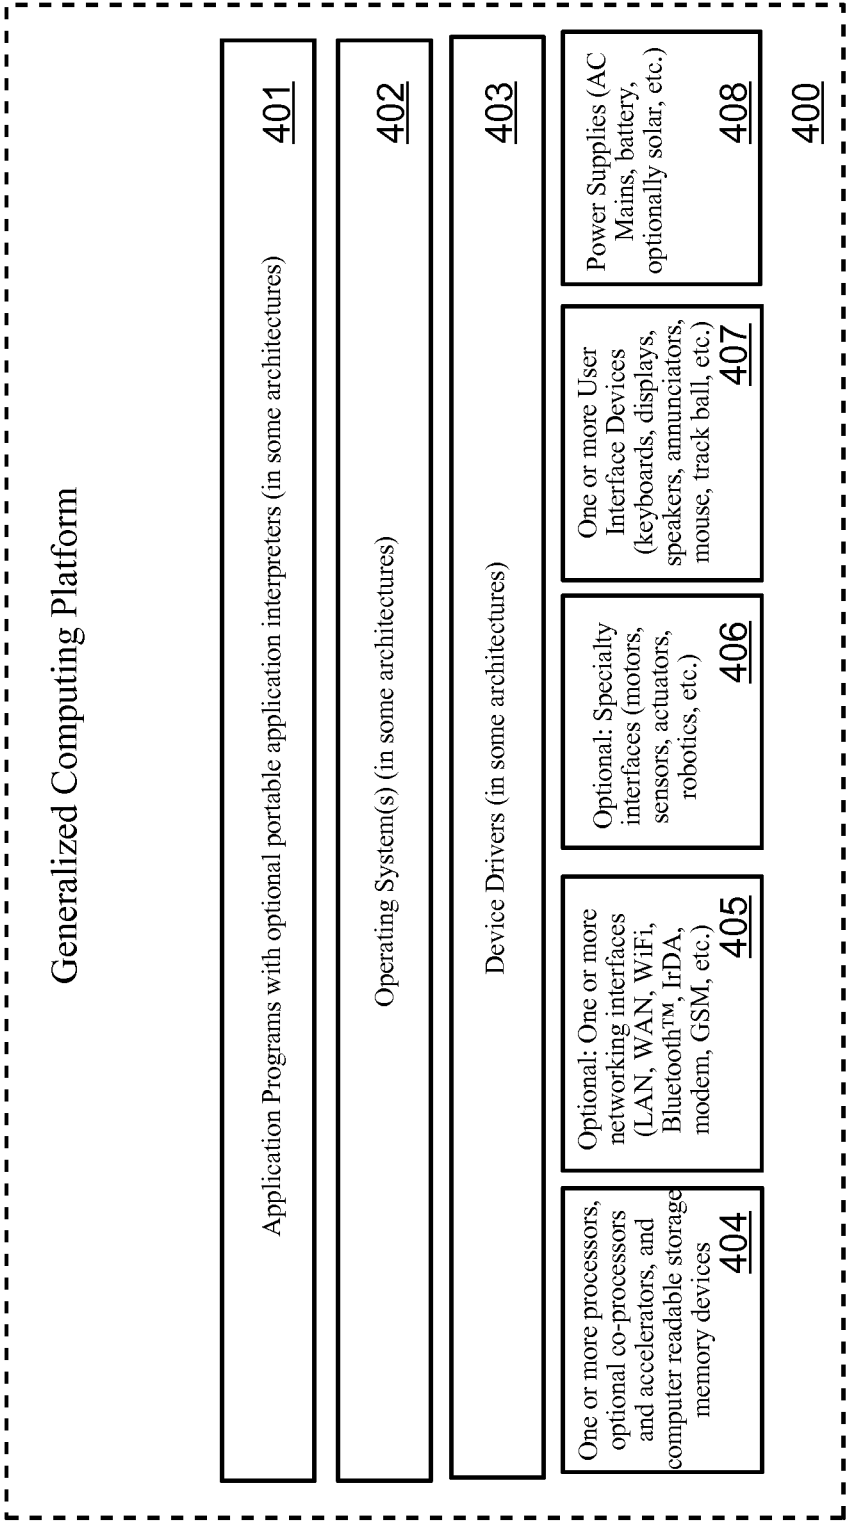 Generalized Computing Platform
Application Programs with optional portable application interpreters (in some architectures)
401
Operating System(s) (in some architectures)
402
Device Drivers (in some architectures)
403
One or more processors,
optional co-processors
and accelerators, and
computer readable storage
memory devices
404
Optional: One or more
networking interfaces
(LAN, WAN, WiFi,
Bluetooth™, IrDA,
modem, GSM, etc.)
405
Optional: Specialty
interfaces (motors,
sensors, actuators,
robotics, etc.)
406
One or more User
Interface Devices
(keyboards, displays,
speakers, annunciators,
mouse, track ball, etc.)
407
Power Supplies (AC
Mains, battery,
optionally solar, etc.)
408
400